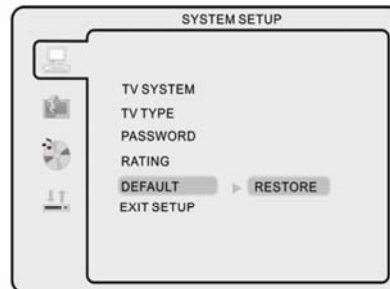 SYSTEM SETUP
TV SYSTEM
TV TYPE
PASSWORD
RATING
DEFAULT RESTORE
EXIT SETUP